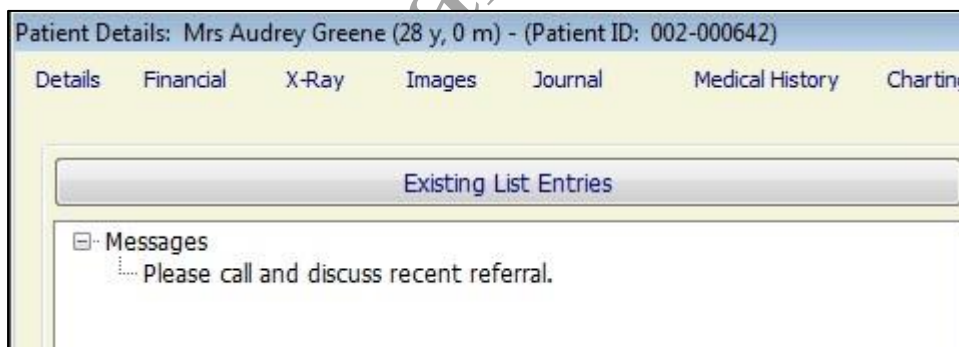 Patient Details: Mrs Audrey Greene (28 y, 0 m) - (Patient ID: 002-000642)
Details Financial X-Ray Images Journal Medical History Charting
Existing List Entries
Messages
Please call and discuss recent referral.